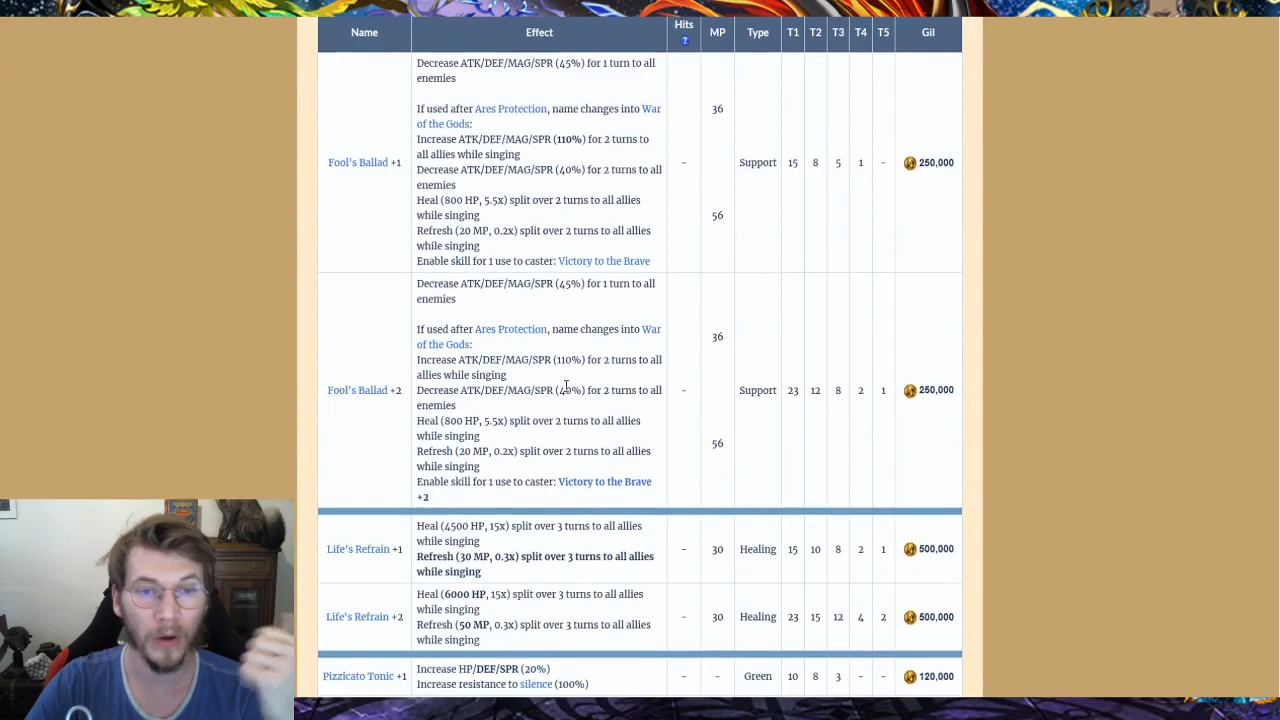 Name Effect Hits MP Type T1 T2 T3 T4 T5 Gil
?
Decrease ATK/DEF/MAG/SPR (45%) for 1 turn to all
enemies
If used after Ares Protection, name changes into War
of the Gods:
Increase ATK/DEF/MAG/SPR (110%) for 2 turns to
all allies while singing
Decrease ATK/DEF/MAG/SPR (40%) for 2 turns to all
enemies
Heal (800 HP, 5.5x) split over 2 turns to all allies
while singing
Refresh (20 MP, 0.2x) split over 2 turns to all allies
while singing
Enable skill for 1 use to caster: Victory to the Brave
Fool's Ballad +1
-
36
56
Support 15 8 5 1 - 250,000
Decrease ATK/DEF/MAG/SPR (45%) for 1 turn to all
enemies
If used after Ares Protection, name changes into War
of the Gods:
Increase ATK/DEF/MAG/SPR (110%) for 2 turns to all
allies while singing
Decrease ATK/DEF/MAG/SPR (40%) for 2 turns to all
enemies
Heal (800 HP, 5.5x) split over 2 turns to all allies
while singing
Refresh (20 MP, 0.2x) split over 2 turns to all allies
while singing
Enable skill for 1 use to caster: Victory to the Brave
+2
Fool's Ballad +2
-
36
56
Support 23 12 8 2 1 250,000
Heal (4500 HP, 15x) split over 3 turns to all allies
while singing
Refresh (30 MP, 0.3x) split over 3 turns to all allies
while singing
Life's Refrain +1
- 30 Healing 15 10 8 2 1 500,000
Heal (6000 HP, 15x) split over 3 turns to all allies
while singing
Refresh (50 MP, 0.3x) split over 3 turns to all allies
while singing
Life's Refrain +2
- 30 Healing 23 15 12 4 2 500,000
Increase HP/DEF/SPR (20%)
Increase resistance to silence (100%)
Pizzicato Tonic +1
- - Green 10 8 3 - - 120,000